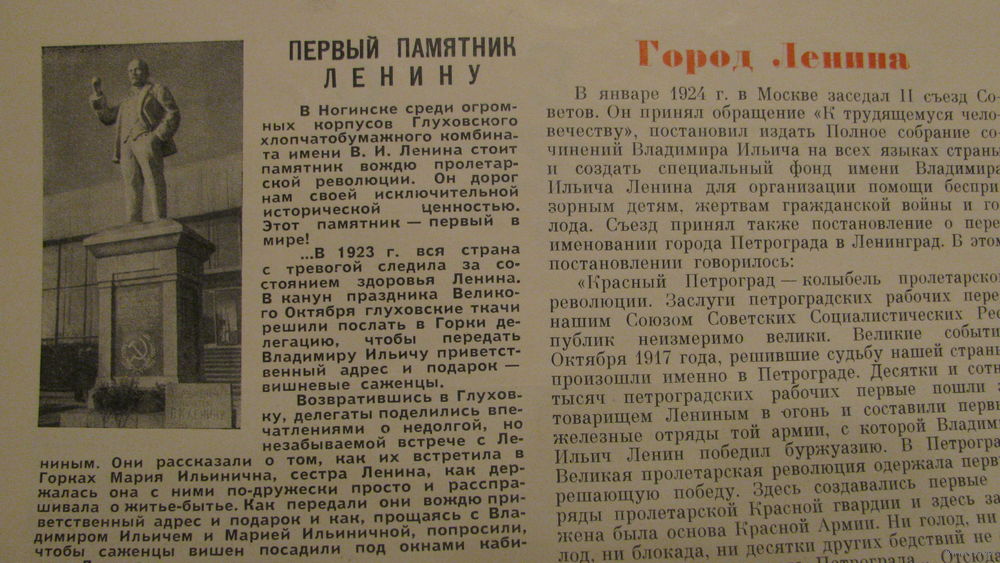 ПЕРВЫЙ ПАМЯТНИК
ЛЕНИНУ
В Ногинске среди огром-
ных корпусов Глуховского
хлопчатобумажного комбина-
та имени В. И. Ленина стоит
памятник вождю пролетар-
ской революции. Он дорог
нам своей исключительной
исторической ценностью.
Этот памятник — первый в
мире!
...В 1923 г. вся страна
с тревогой следила за со-
стоянием здоровья Ленина.
В канун праздника Велико-
го Октября глуховские ткачи
решили послать в Горки де-
легацию, чтобы передать
Владимиру Ильичу приветст-
венный адрес и подарок —
вишневые саженцы.
Возвратившись в Глухов-
ку, делегаты поделились впе-
чатлениями о недолгой, но
незабываемой встрече с Ле-
ниным. Они рассказали о том, как их встретила в
Горках Мария Ильинична, сестра Ленина, как дер-
жалась она с ними по-дружески просто и расспра-
шивала о житье-бытье. Как передали они вождю при-
ветственный адрес и подарок и как, прощаясь с Вла-
димиром Ильичем и Марией Ильиничной, попросили,
чтобы саженцы вишен посадили под окнами каби-
Город Ленина
В январе 1924 г. в Москве заседал II съезд Со-
ветов. Он принял обращение «К трудящемуся чело-
вечеству», постановил издать Полное собрание со-
чинений Владимира Ильича на всех языках страны
и создать специальный фонд имени Владимира
Ильича Ленина для организации помощи беспри-
зорным детям, жертвам гражданской войны и го-
лода. Съезд принял также постановление о пере-
именовании города Петрограда в Ленинград. В этом
постановлении говорилось:
«Красный Петроград — колыбель пролетарско
революции. Заслуги петроградских рабочих пере
нашим Союзом Советских Социалистических Рес
публик неизмеримо велики. Великие событи
Октября 1917 года, решившие судьбу нашей стран
произошли именно в Петрограде. Десятки и сотн
тысяч петроградских рабочих первые пошли
товарищем Лениным в огонь и составили первы
железные отряды той армии, с которой Владим
Ильич Ленин победил буржуазию. В Петрогра
Великая пролетарская революция одержала перв
решающую победу. Здесь создавались первые
ряды пролетарской Красной гвардии и здесь за
жена была основа Красной Армии. Ни голод, ни
лод, ни блокада, ни десятки других бедствий не
Петрограда Отсюда